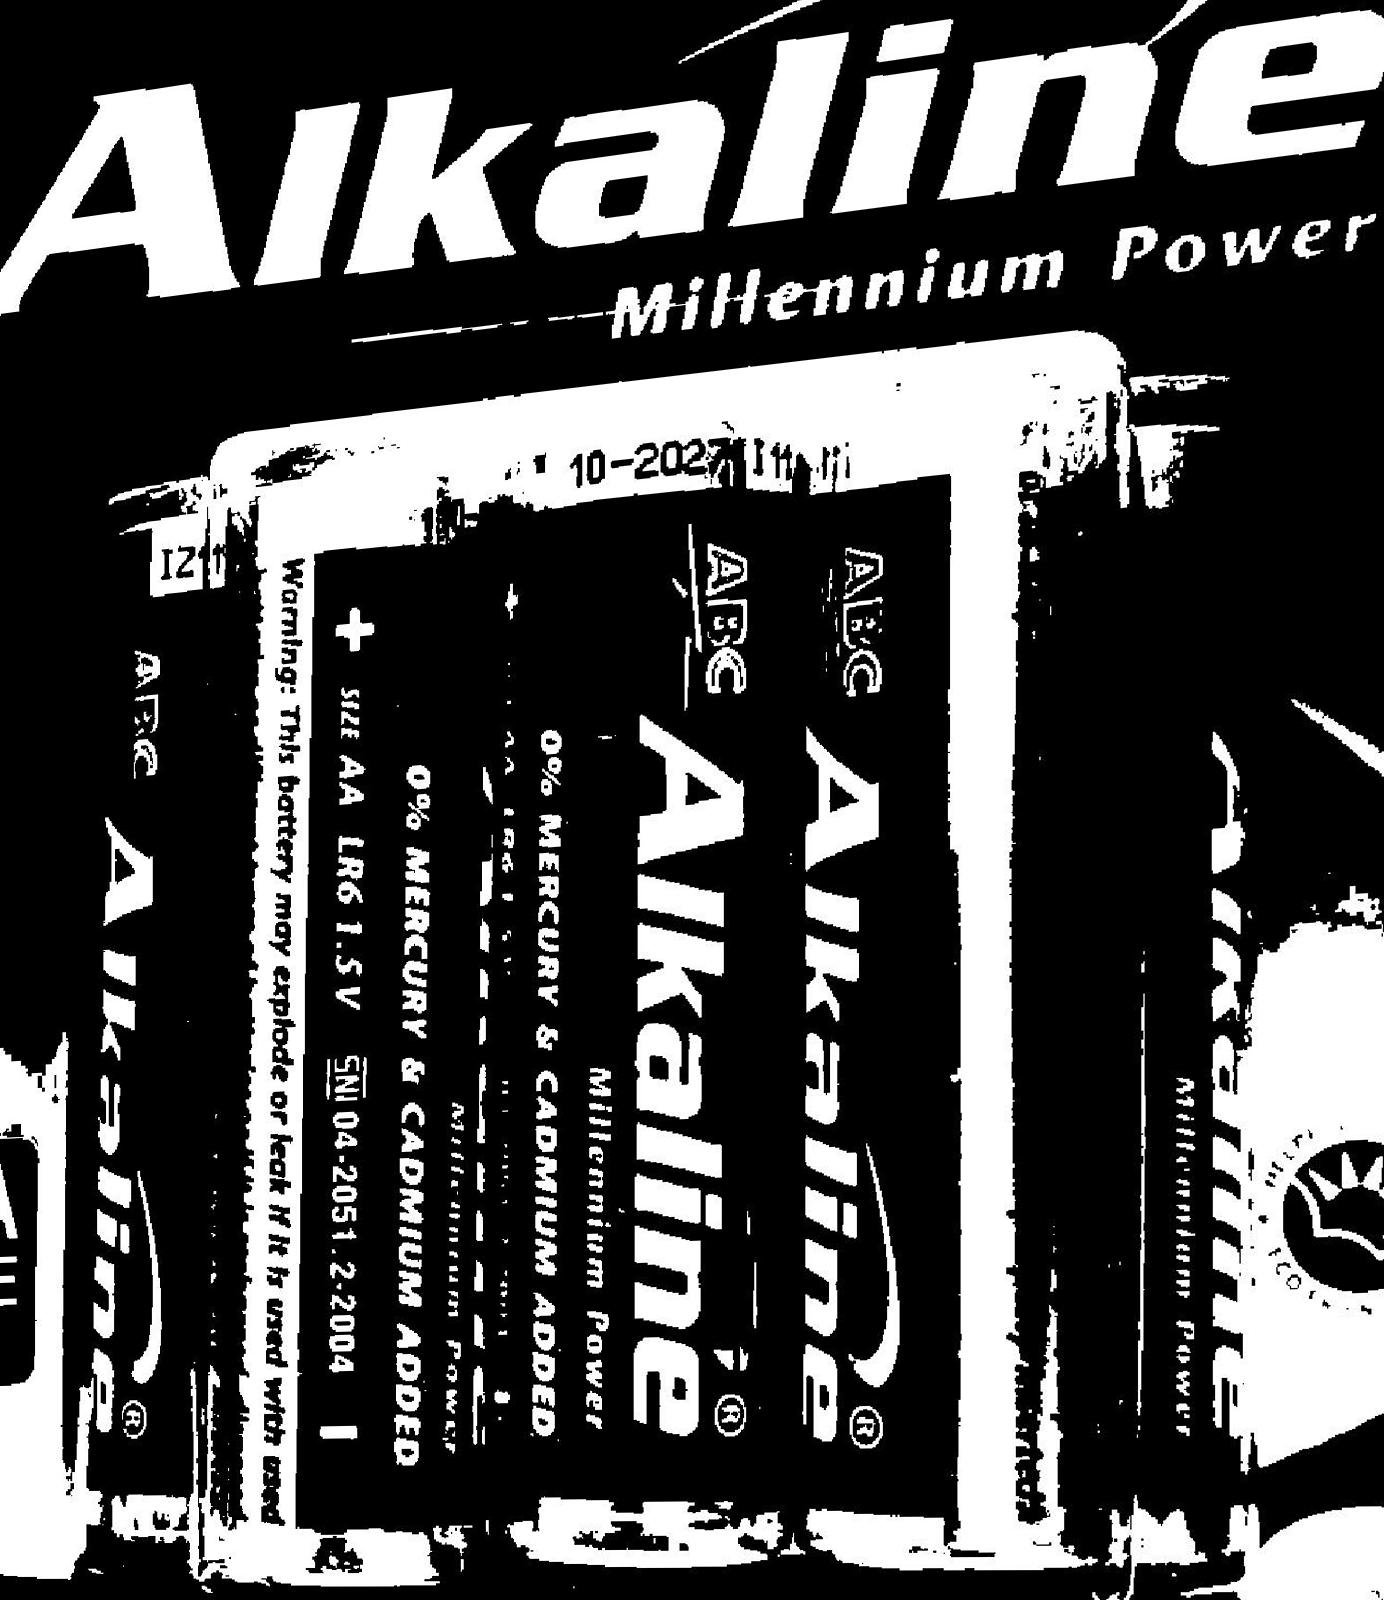 Alkaline
Millennium Power
10-2027
ABC
Alkaline®
Warning: This battery may explode or leak if it is used with used
+ SIZE AA LR6 1.5V SNI 04-2051.2-2004 -
0% MERCURY & CADMIUM ADDED
Millennium Power
0% MERCURY & CADMIUM ADDED
Millennium Power
ABC
Alkaline®
ABC
Alkaline®
Millennium Power
Alkaline